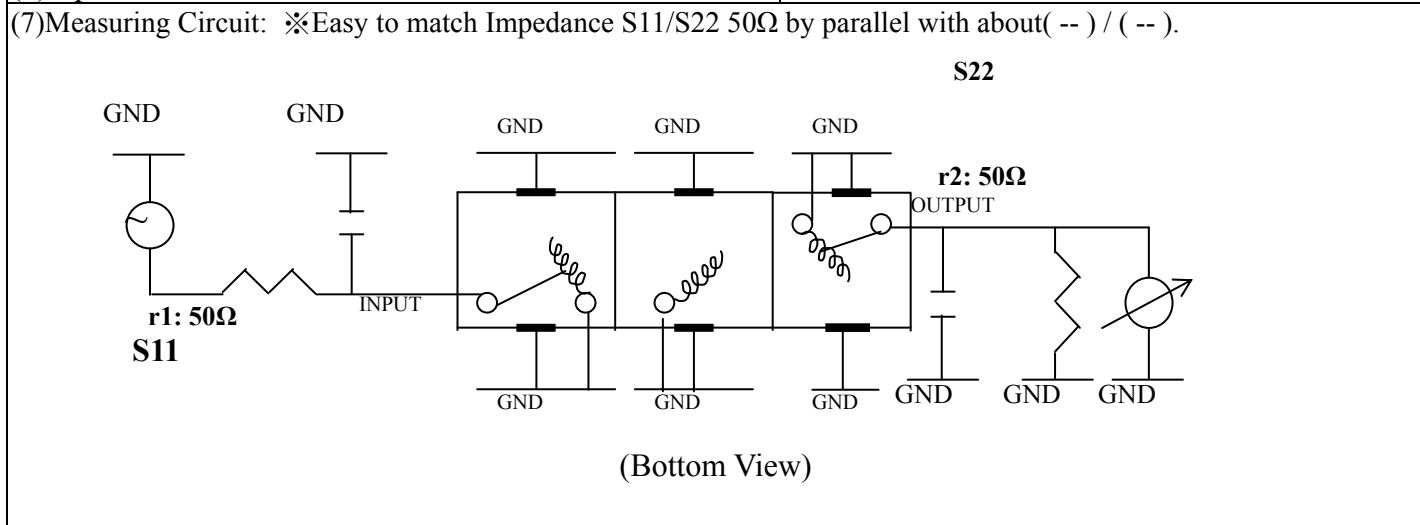 (7)Measuring Circuit: ※Easy to match Impedance S11/S22 50Ω by parallel with about( -- ) / ( -- ).
S22
GND GND GND GND GND
r2: 50Ω
OUTPUT
INPUT
r1: 50Ω
S11
GND GND GND GND GND GND
(Bottom View)